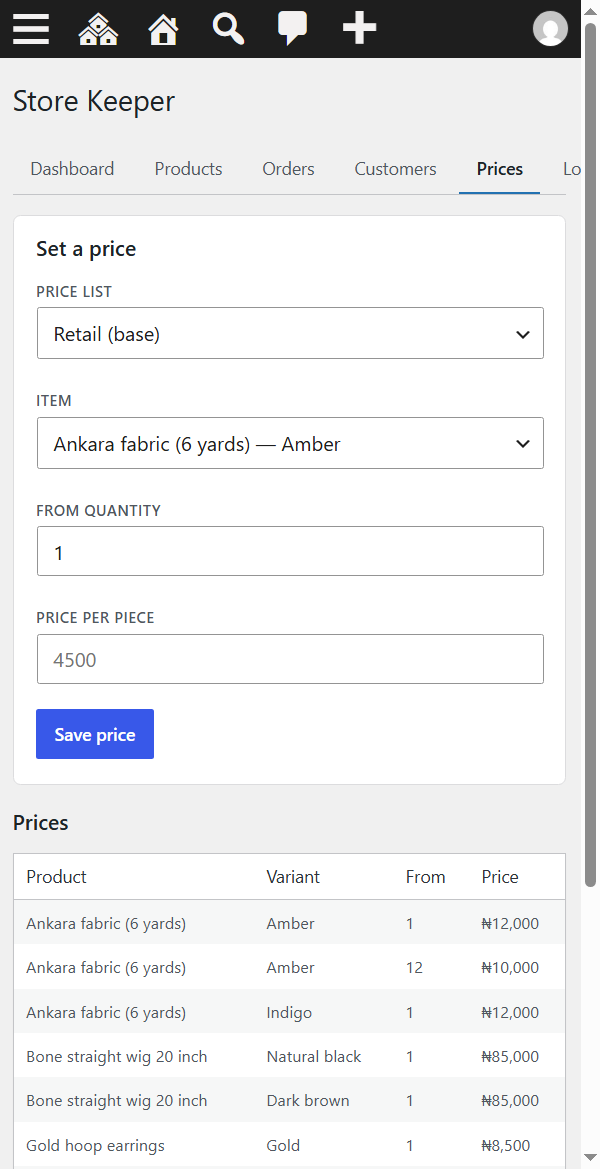 Store Keeper
Dashboard Products Orders Customers Prices Lo
Set a price
PRICE LIST
Retail (base)
ITEM
Ankara fabric (6 yards) — Amber
FROM QUANTITY
1
PRICE PER PIECE
4500
Save price
Prices
Product Variant From Price
Ankara fabric (6 yards) Amber 1 ₦12,000
Ankara fabric (6 yards) Amber 12 ₦10,000
Ankara fabric (6 yards) Indigo 1 ₦12,000
Bone straight wig 20 inch Natural black 1 ₦85,000
Bone straight wig 20 inch Dark brown 1 ₦85,000
Gold hoop earrings Gold 1 ₦8,500